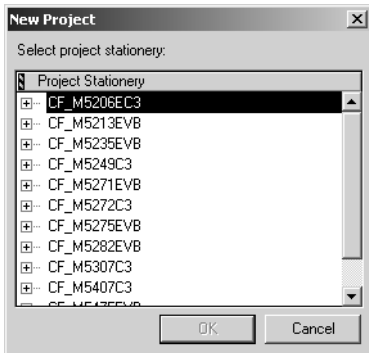 New Project
Select project stationery:
Project Stationery
CF_M5206EC3
CF_M5213EVB
CF_M5235EVB
CF_M5249C3
CF_M5271EVB
CF_M5272C3
CF_M5275EVB
CF_M5282EVB
CF_M5307C3
CF_M5407C3
OK
Cancel